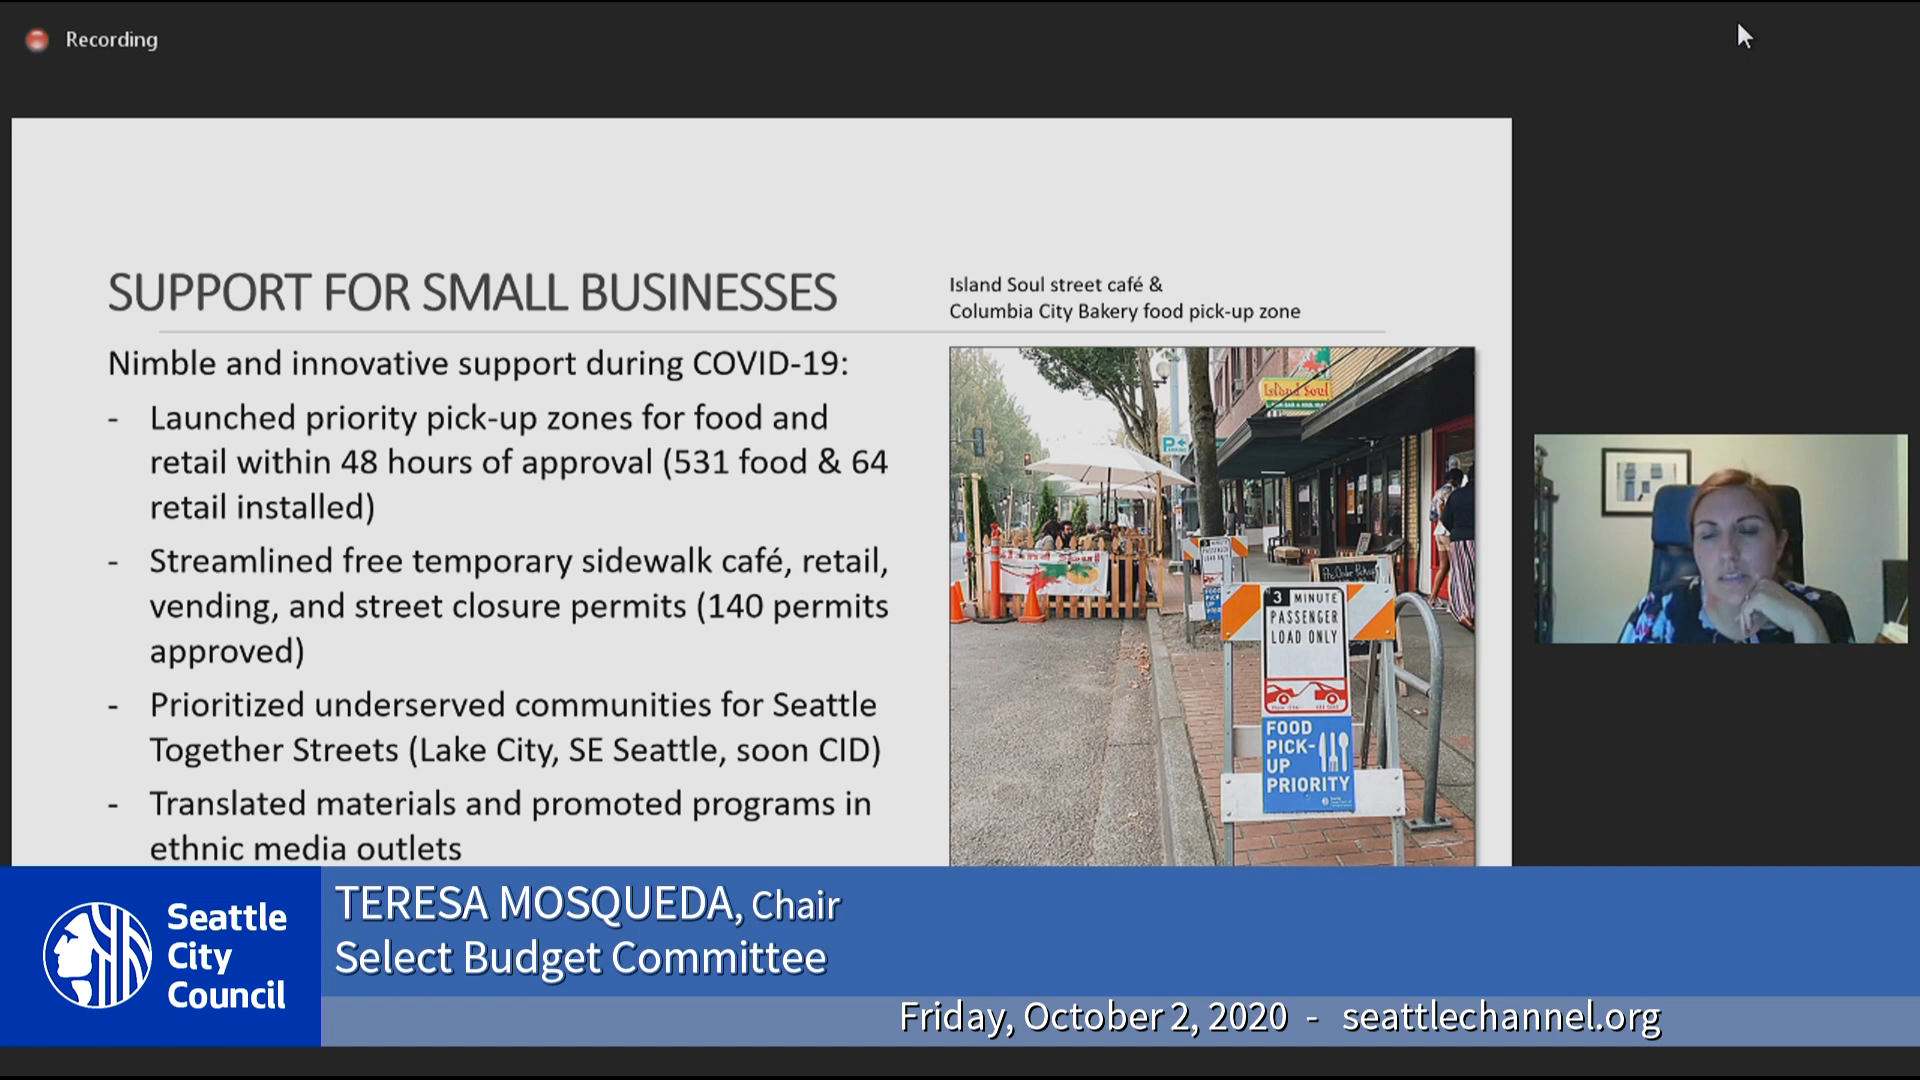 Recording
SUPPORT FOR SMALL BUSINESSES
Island Soul street café &
Columbia City Bakery food pick-up zone
Nimble and innovative support during COVID-19:
- Launched priority pick-up zones for food and
retail within 48 hours of approval (531 food & 64
retail installed)
- Streamlined free temporary sidewalk café, retail,
vending, and street closure permits (140 permits
approved)
- Prioritized underserved communities for Seattle
Together Streets (Lake City, SE Seattle, soon CID)
- Translated materials and promoted programs in
ethnic media outlets
Island Soul
P
3 MINUTE
PASSENGER
LOAD ONLY
FOOD
PICK-
UP
PRIORITY
Seattle
City
Council
TERESA MOSQUEDA, Chair
Select Budget Committee
Friday, October 2, 2020 - seattlechannel.org